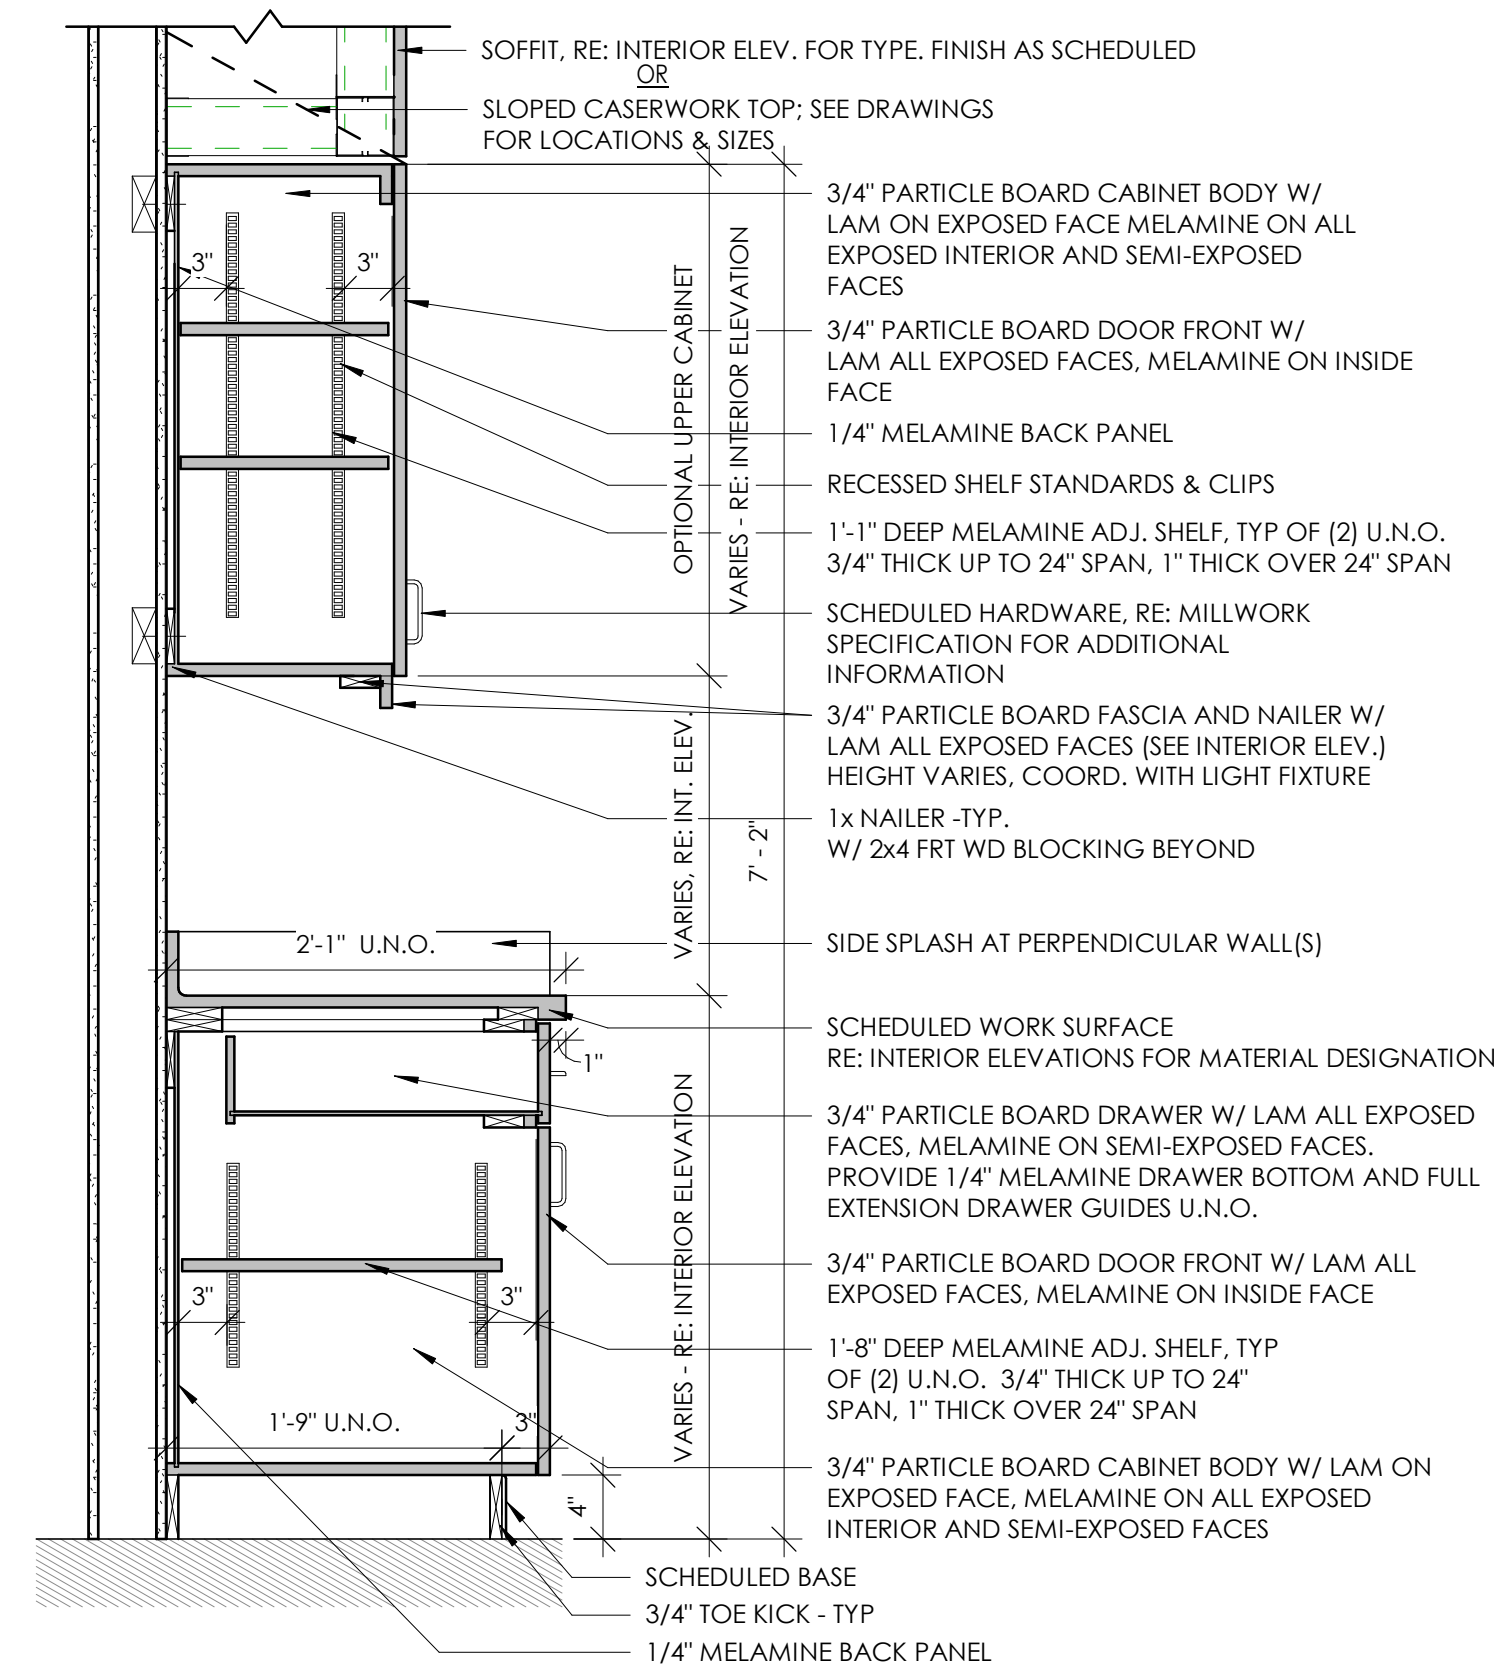 SOFFIT, RE: INTERIOR ELEV. FOR TYPE. FINISH AS SCHEDULED
OR
SLOPED CASERWORK TOP; SEE DRAWINGS
FOR LOCATIONS & SIZES
3/4" PARTICLE BOARD CABINET BODY W/
LAM ON EXPOSED FACE MELAMINE ON ALL
EXPOSED INTERIOR AND SEMI-EXPOSED
FACES
3"
3"
OPTIONAL UPPER CABINET
VARIES - RE: INTERIOR ELEVATION
3/4" PARTICLE BOARD DOOR FRONT W/
LAM ALL EXPOSED FACES, MELAMINE ON INSIDE
FACE
1/4" MELAMINE BACK PANEL
RECESSED SHELF STANDARDS & CLIPS
1'-1" DEEP MELAMINE ADJ. SHELF, TYP OF (2) U.N.O.
3/4" THICK UP TO 24" SPAN, 1" THICK OVER 24" SPAN
SCHEDULED HARDWARE, RE: MILLWORK
SPECIFICATION FOR ADDITIONAL
INFORMATION
3/4" PARTICLE BOARD FASCIA AND NAILER W/
LAM ALL EXPOSED FACES (SEE INTERIOR ELEV.)
HEIGHT VARIES, COORD. WITH LIGHT FIXTURE
VARIES, RE: INT. ELEV.
7' - 2"
1x NAILER -TYP.
W/ 2x4 FRT WD BLOCKING BEYOND
2'-1" U.N.O.
SIDE SPLASH AT PERPENDICULAR WALL(S)
SCHEDULED WORK SURFACE
RE: INTERIOR ELEVATIONS FOR MATERIAL DESIGNATION
1"
VARIES - RE: INTERIOR ELEVATION
3/4" PARTICLE BOARD DRAWER W/ LAM ALL EXPOSED
FACES, MELAMINE ON SEMI-EXPOSED FACES.
PROVIDE 1/4" MELAMINE DRAWER BOTTOM AND FULL
EXTENSION DRAWER GUIDES U.N.O.
3/4" PARTICLE BOARD DOOR FRONT W/ LAM ALL
EXPOSED FACES, MELAMINE ON INSIDE FACE
3"
3"
1'-8" DEEP MELAMINE ADJ. SHELF, TYP
OF (2) U.N.O. 3/4" THICK UP TO 24"
SPAN, 1" THICK OVER 24" SPAN
1'-9" U.N.O.
3"
3/4" PARTICLE BOARD CABINET BODY W/ LAM ON
EXPOSED FACE, MELAMINE ON ALL EXPOSED
INTERIOR AND SEMI-EXPOSED FACES
4"
SCHEDULED BASE
3/4" TOE KICK - TYP
1/4" MELAMINE BACK PANEL